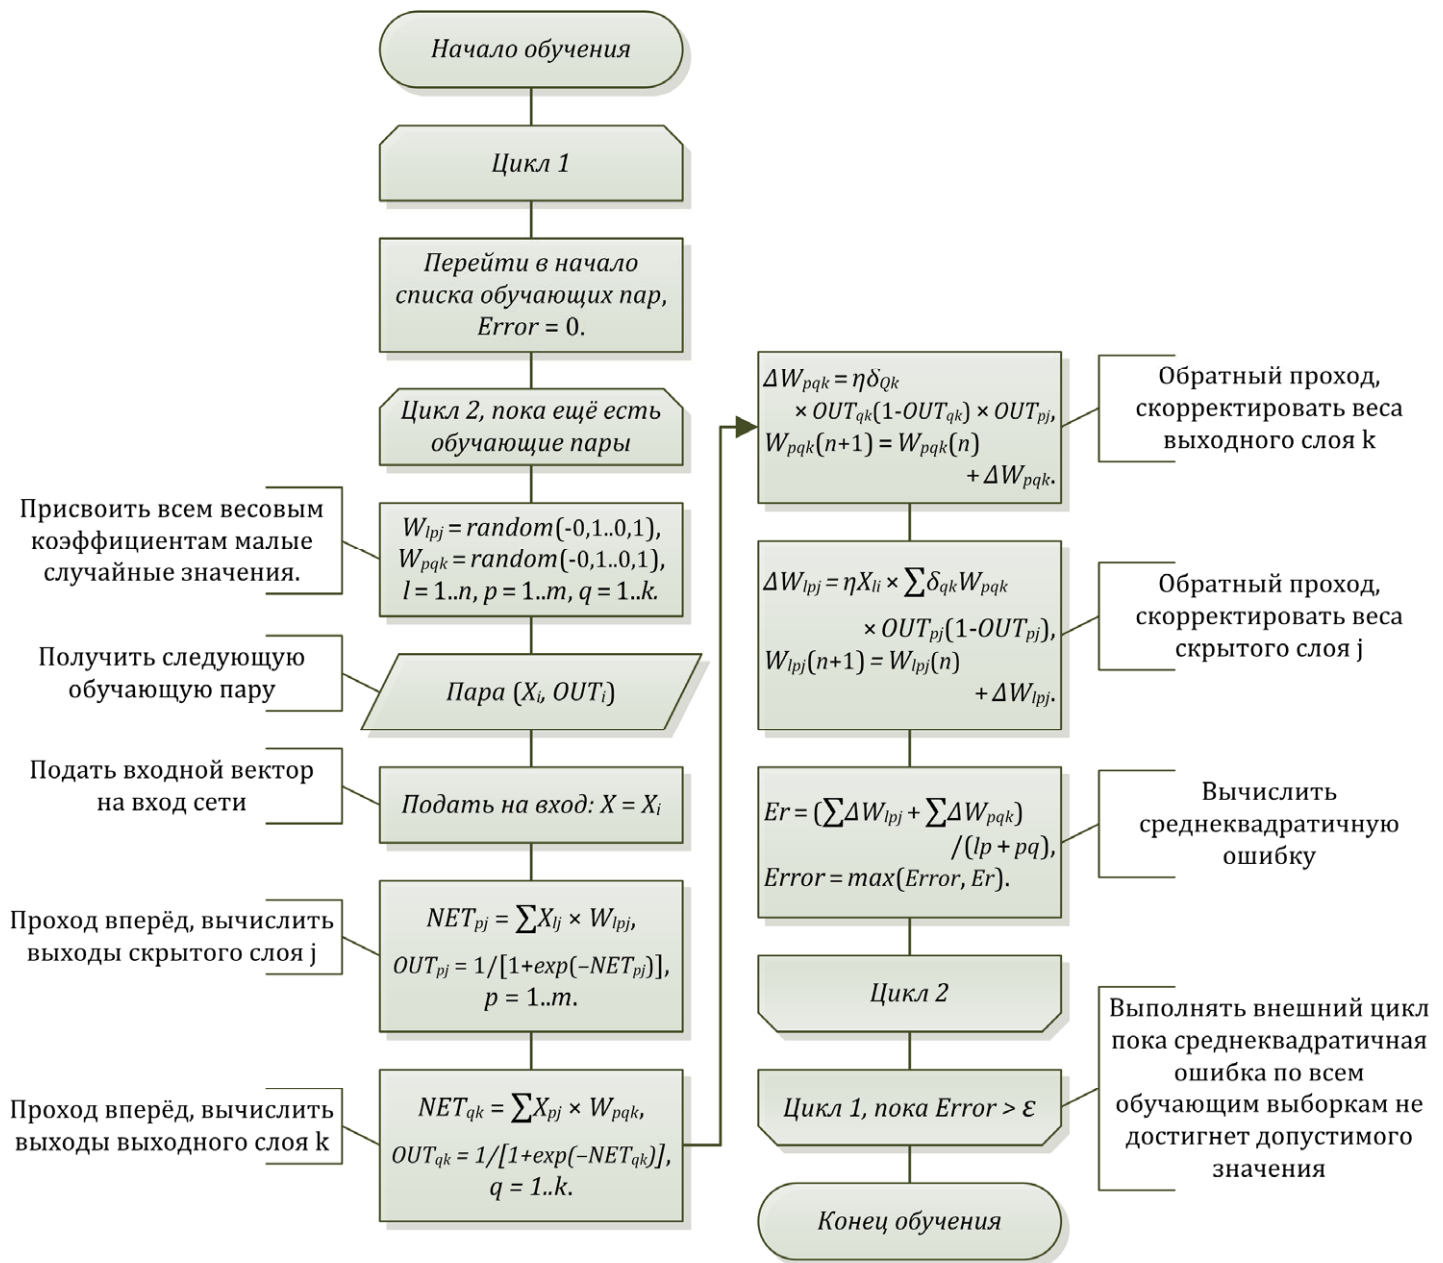 Начало обучения
Цикл 1
Перейти в начало
списка обучающих пар,
Error = 0.
Цикл 2, пока ещё есть
обучающие пары
Присвоить всем весовым
коэффициентам малые
случайные значения.
W_lpj = random(-0,1..0,1),
W_pqk = random(-0,1..0,1),
l = 1..n, p = 1..m, q = 1..k.
Получить следующую
обучающую пару
Пара (X_i, OUT_i)
Подать входной вектор
на вход сети
Подать на вход: X = X_i
Проход вперёд, вычислить
выходы скрытого слоя j
NET_pj = ∑X_lj × W_lpj,
OUT_pj = 1/[1+exp(−NET_pj)],
p = 1..m.
Проход вперёд, вычислить
выходы выходного слоя k
NET_qk = ∑X_pj × W_pqk,
OUT_qk = 1/[1+exp(−NET_qk)],
q = 1..k.
ΔW_pqk = ηδ_Qk
× OUT_qk(1-OUT_qk) × OUT_pj,
W_pqk(n+1) = W_pqk(n)
+ ΔW_pqk.
Обратный проход,
скорректировать веса
выходного слоя k
ΔW_lpj = ηX_li × ∑δ_qkW_pqk
× OUT_pj(1-OUT_pj),
W_lpj(n+1) = W_lpj(n)
+ ΔW_lpj.
Обратный проход,
скорректировать веса
скрытого слоя j
Er = (∑ΔW_lpj + ∑ΔW_pqk)
/(lp + pq),
Error = max(Error, Er).
Вычислить
среднеквадратичную
ошибку
Цикл 2
Цикл 1, пока Error > ε
Выполнять внешний цикл
пока среднеквадратичная
ошибка по всем
обучающим выборкам не
достигнет допустимого
значения
Конец обучения